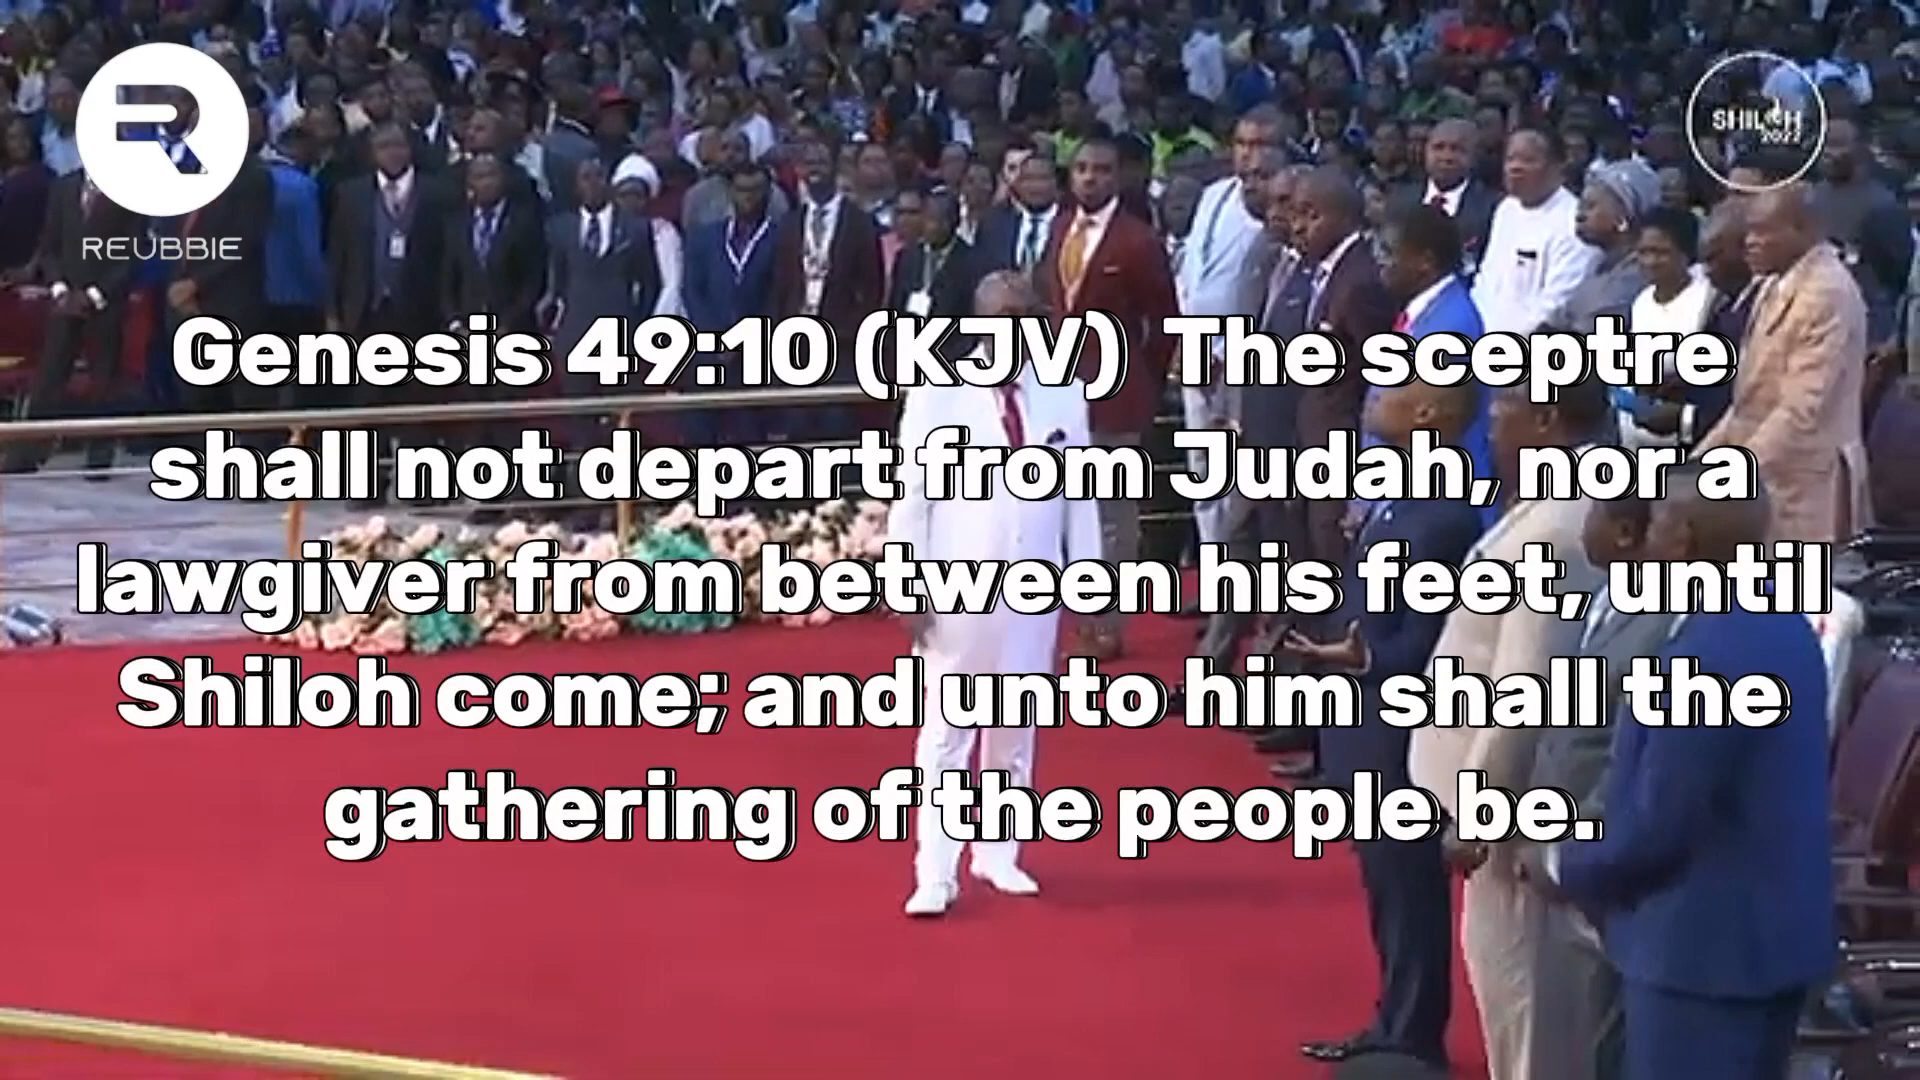 REUBBIE
SHILOH
2022
Genesis 49:10 (KJV)  The sceptre
shall not depart from Judah, nor a
lawgiver from between his feet, until
Shiloh come; and unto him shall the
gathering of the people be.